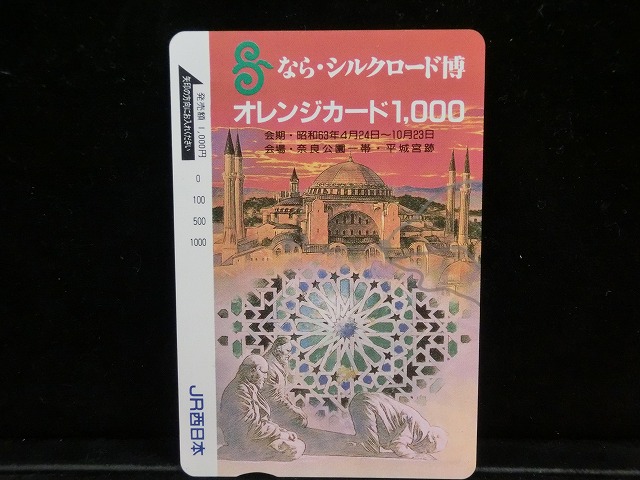 なら・シルクロード博
オレンジカード1,000
会期・昭和63年4月24日〜10月23日
会場・奈良公園一帯・平城宮跡
矢印の方向にお入れください
発売額 1,000円
0
100
500
1000
JR西日本